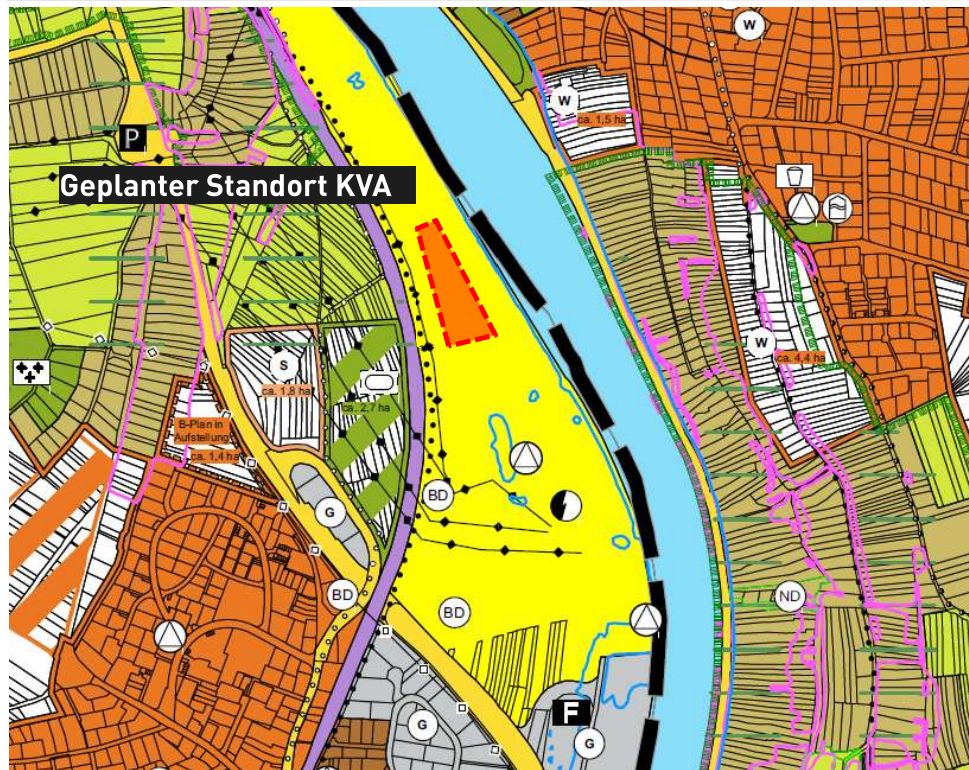 W
W
ca. 1,5 ha
P
Geplanter Standort KVA
W
ca. 4,4 ha
S
ca. 1,8 ha
ca. 2,7 ha
B-Plan in
Aufstellung
ca. 1,4 ha
BD
G
BD
BD
ND
F
G
G